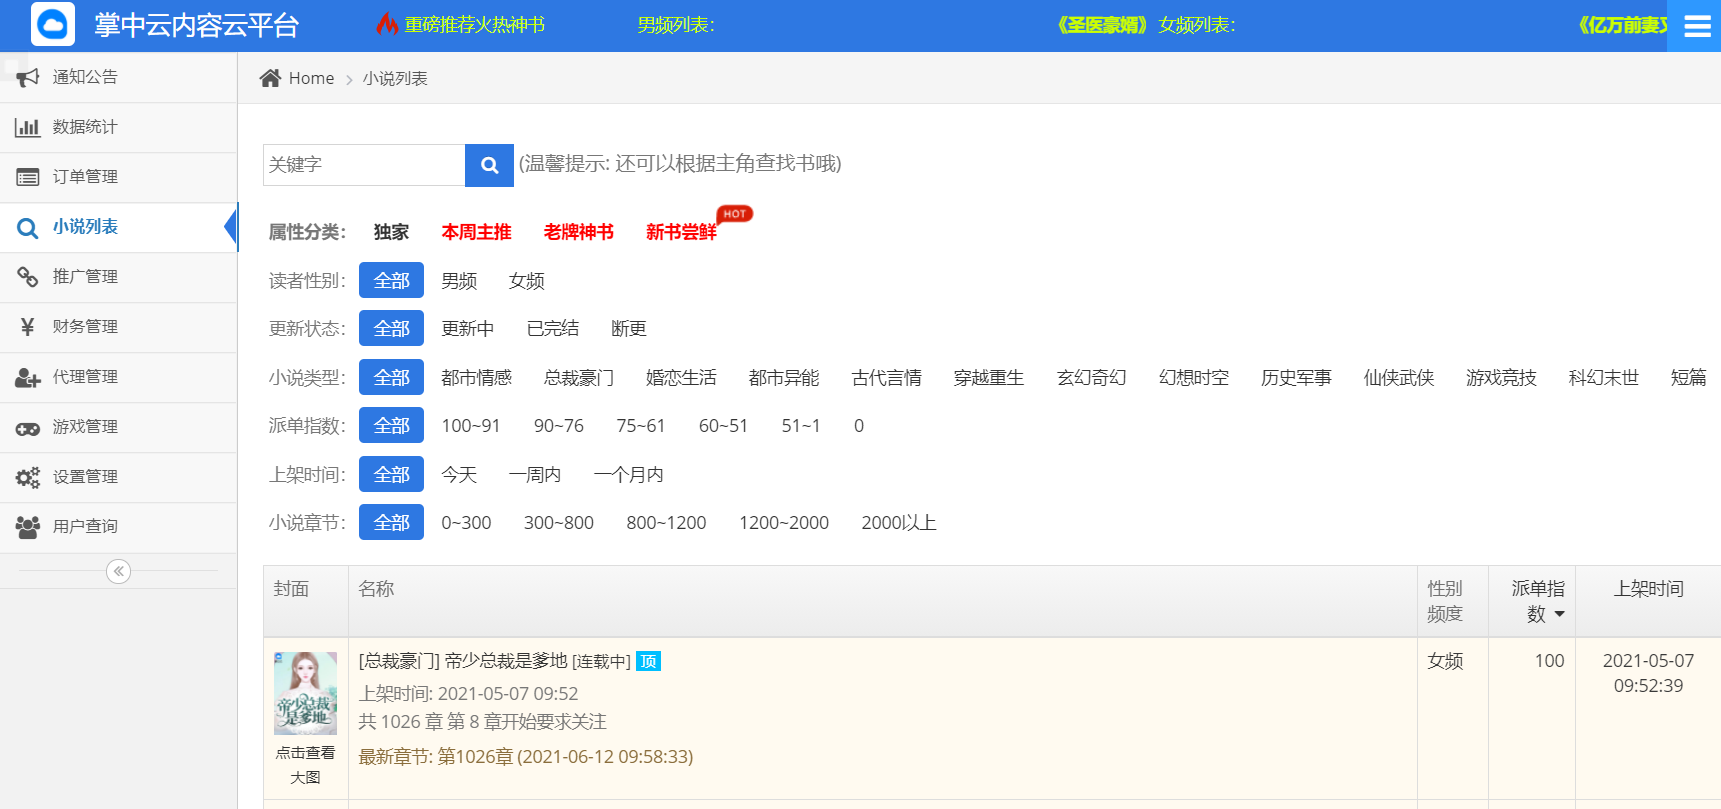 掌中云内容云平台
重磅推荐火热神书 男频列表: 《圣医豪婿》 女频列表: 《亿万前妻又
通知公告
数据统计
订单管理
小说列表
推广管理
财务管理
代理管理
游戏管理
设置管理
用户查询
Home > 小说列表
关键字 (温馨提示: 还可以根据主角查找书哦)
属性分类: 独家 本周主推 老牌神书 新书尝鲜 HOT
读者性别: 全部 男频 女频
更新状态: 全部 更新中 已完结 断更
小说类型: 全部 都市情感 总裁豪门 婚恋生活 都市异能 古代言情 穿越重生 玄幻奇幻 幻想时空 历史军事 仙侠武侠 游戏竞技 科幻末世 短篇
派单指数: 全部 100~91 90~76 75~61 60~51 51~1 0
上架时间: 全部 今天 一周内 一个月内
小说章节: 全部 0~300 300~800 800~1200 1200~2000 2000以上
封面 名称 性别频度 派单指数 上架时间
帝少总裁
是爹地
点击查看
大图
[总裁豪门] 帝少总裁是爹地 [连载中] 顶
上架时间: 2021-05-07 09:52
共 1026 章 第 8 章开始要求关注
最新章节: 第1026章 (2021-06-12 09:58:33)
女频 100 2021-05-07
09:52:39